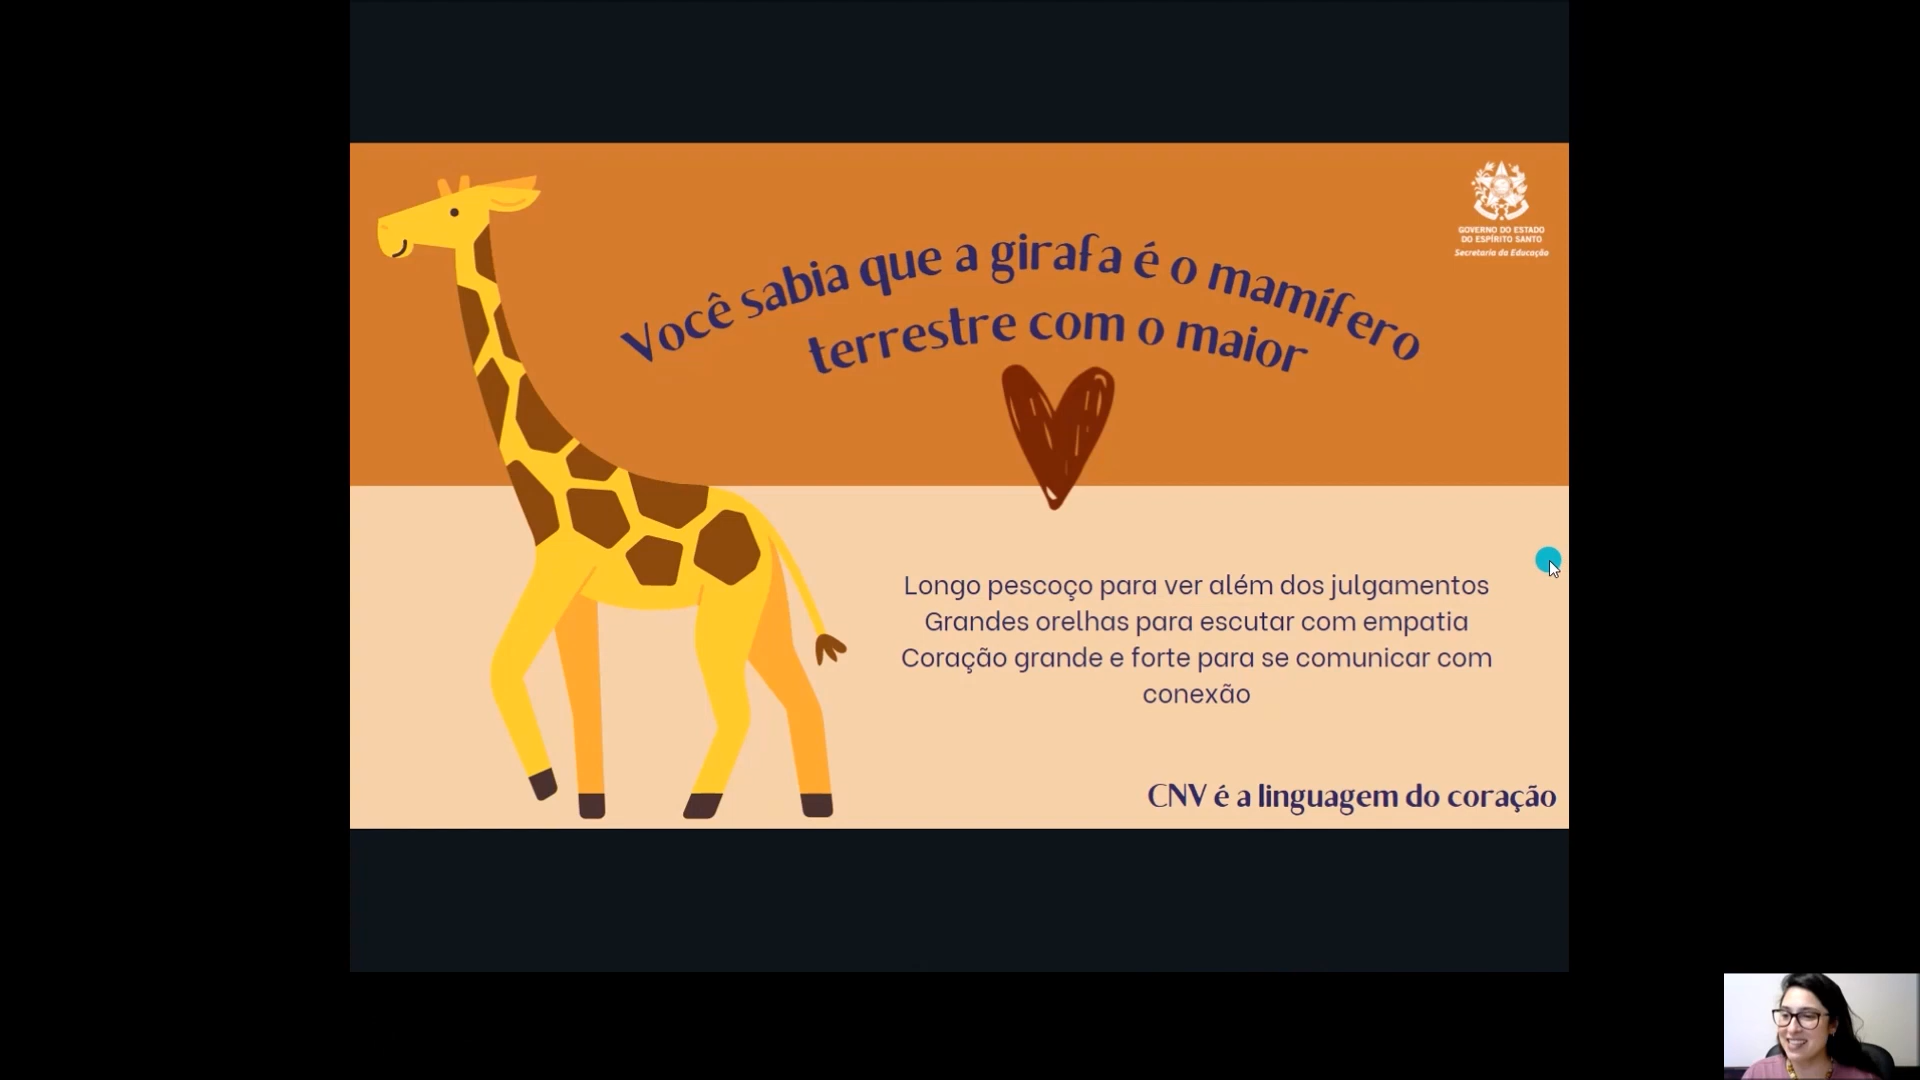 GOVERNO DO ESTADO
DO ESPÍRITO SANTO
Secretaria da Educação
Você sabia que a girafa é o mamífero
terrestre com o maior
Longo pescoço para ver além dos julgamentos
Grandes orelhas para escutar com empatia
Coração grande e forte para se comunicar com
conexão
CNV é a linguagem do coração